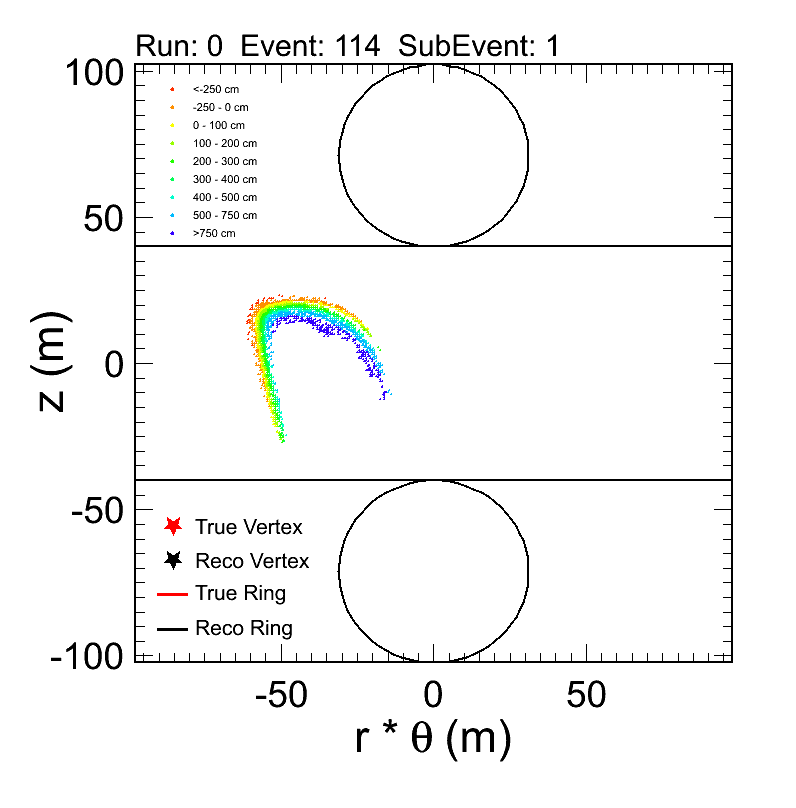 Run: 0 Event: 114 SubEvent: 1
100
50
0
-50
-100
z (m)
<-250 cm
-250 - 0 cm
0 - 100 cm
100 - 200 cm
200 - 300 cm
300 - 400 cm
400 - 500 cm
500 - 750 cm
>750 cm
True Vertex
Reco Vertex
True Ring
Reco Ring
-50 0 50
r * θ (m)